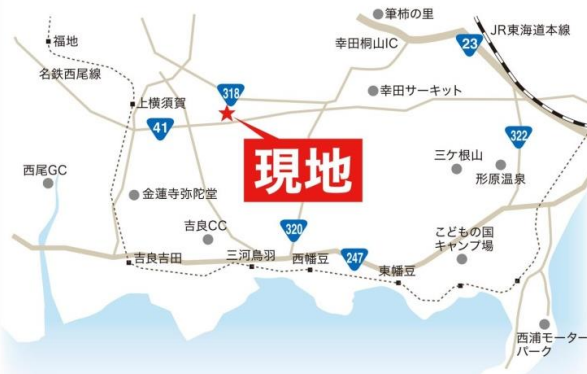 筆柿の里
JR東海道本線
福地
幸田桐山IC
23
名鉄西尾線
318
幸田サーキット
上横須賀
41
322
現地
三ケ根山
西尾GC
形原温泉
金蓮寺弥陀堂
吉良CC
320
こどもの国
キャンプ場
三河鳥羽
西幡豆
247
吉良吉田
東幡豆
西浦モーター
パーク